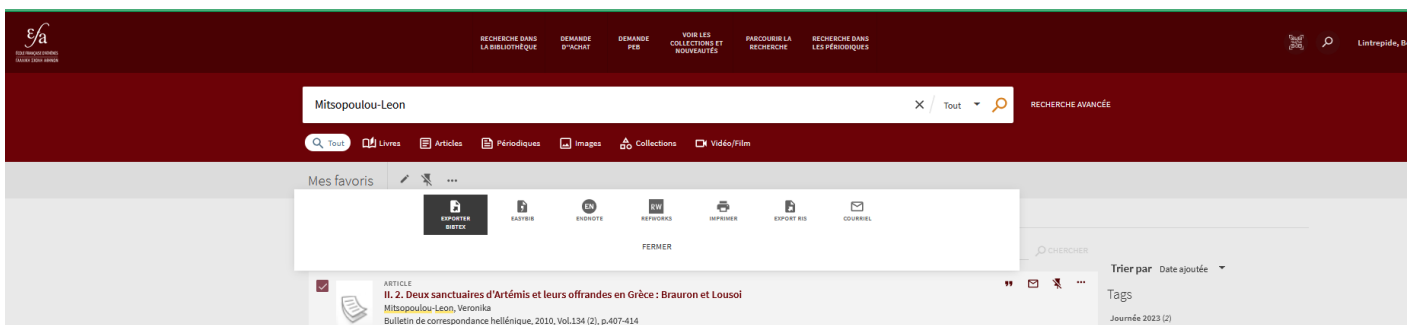 εfa
RECHERCHE DANS
LA BIBLIOTHÈQUE
DEMANDE
D"ACHAT
DEMANDE
PEB
VOIR LES
COLLECTIONS ET
NOUVEAUTÉS
PARCOURIR LA
RECHERCHE
RECHERCHE DANS
LES PÉRIODIQUES
Lintrepide, B
Mitsopoulou-Leon
Tout
RECHERCHE AVANCÉE
Tout
Livres
Articles
Périodiques
Images
Collections
Vidéo/Film
Mes favoris
EXPORTER
BIBTEX
EASYBIB
EN
ENDNOTE
RW
REFWORKS
IMPRIMER
EXPORT RIS
COURRIEL
FERMER
CHERCHER
Trier par Date ajoutée
ARTICLE
II. 2. Deux sanctuaires d'Artémis et leurs offrandes en Grèce : Brauron et Lousoi
Mitsopoulou-Leon, Veronika
Bulletin de correspondance hellénique, 2010, Vol.134 (2), p.407-414
Tags
Journée 2023 (2)